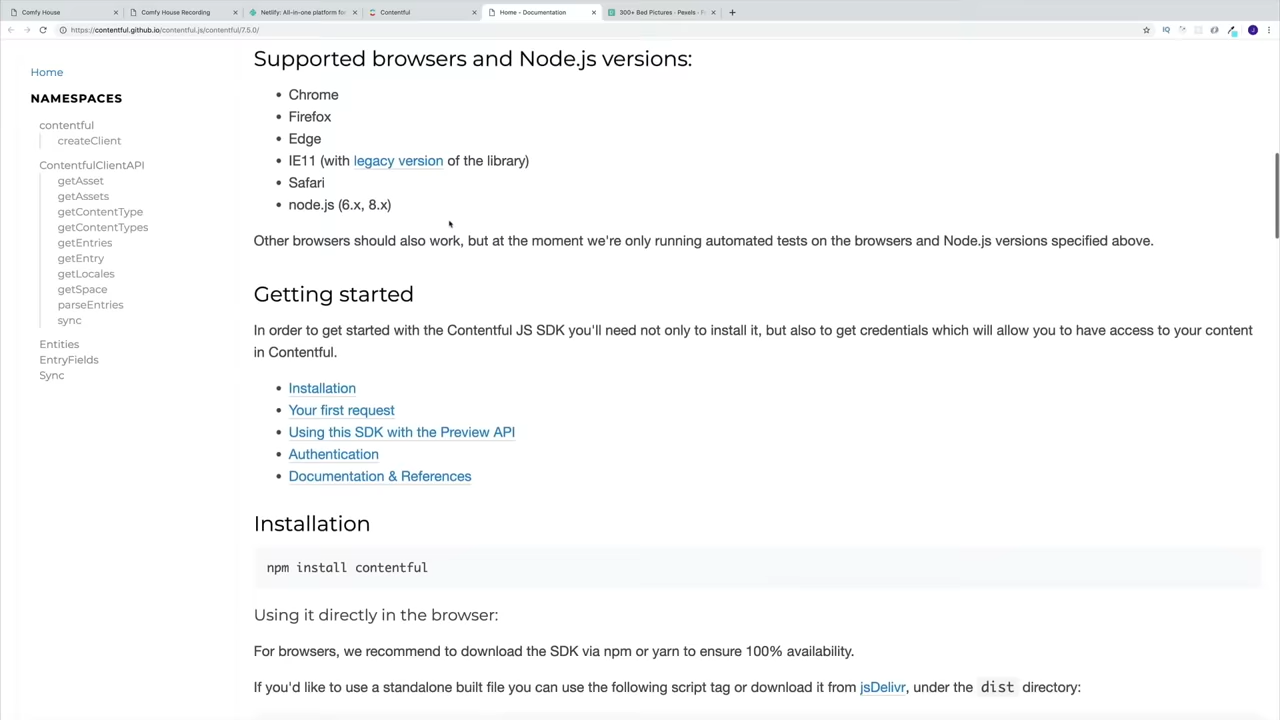 Comfy House
Comfy House Recording
Netlify: All-in-one platform for
Contentful
Home - Documentation
300+ Bed Pictures · Pexels · F
https://contentful.github.io/contentful.js/contentful/7.5.0/
Home
NAMESPACES
contentful
createClient
ContentfulClientAPI
getAsset
getAssets
getContentType
getContentTypes
getEntries
getEntry
getLocales
getSpace
parseEntries
sync
Entities
EntryFields
Sync
Supported browsers and Node.js versions:
• Chrome
• Firefox
• Edge
• IE11 (with legacy version of the library)
• Safari
• node.js (6.x, 8.x)
Other browsers should also work, but at the moment we're only running automated tests on the browsers and Node.js versions specified above.
Getting started
In order to get started with the Contentful JS SDK you'll need not only to install it, but also to get credentials which will allow you to have access to your content
in Contentful.
• Installation
• Your first request
• Using this SDK with the Preview API
• Authentication
• Documentation & References
Installation
npm install contentful
Using it directly in the browser:
For browsers, we recommend to download the SDK via npm or yarn to ensure 100% availability.
If you'd like to use a standalone built file you can use the following script tag or download it from jsDelivr, under the dist directory: